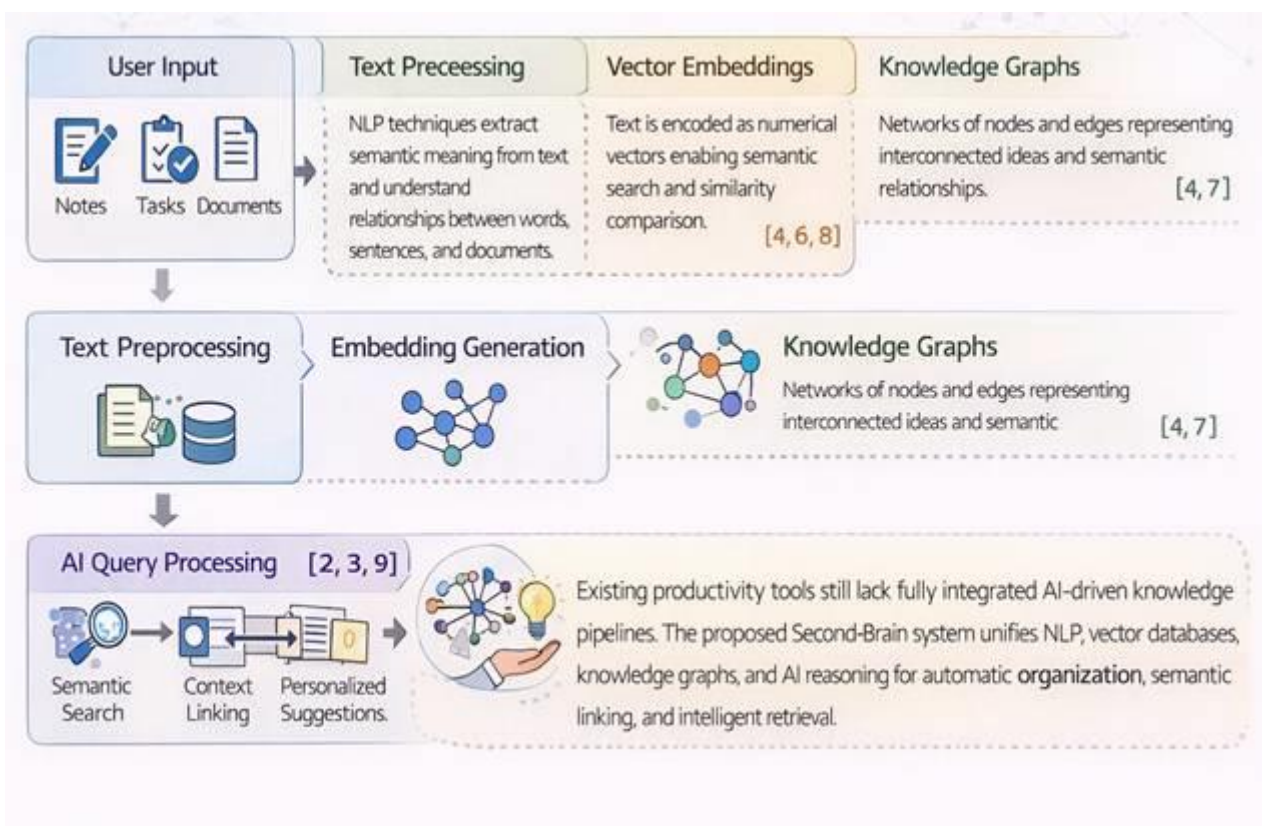 User Input
Notes
Tasks
Documents
Text Preceessing
NLP techniques extract
semantic meaning from text
and understand
relationships between words,
sentences, and documents.
Vector Embeddings
Text is encoded as numerical
vectors enabling semantic
search and similarity
comparison.
[4, 6, 8]
Knowledge Graphs
Networks of nodes and edges representing
interconnected ideas and semantic
relationships.
[4, 7]
Text Preprocessing
Embedding Generation
Knowledge Graphs
Networks of nodes and edges representing
interconnected ideas and semantic
[4, 7]
AI Query Processing [2, 3, 9]
Semantic
Search
Context
Linking
Personalized
Suggestions.
Existing productivity tools still lack fully integrated AI-driven knowledge
pipelines. The proposed Second-Brain system unifies NLP, vector databases,
knowledge graphs, and AI reasoning for automatic organization, semantic
linking, and intelligent retrieval.